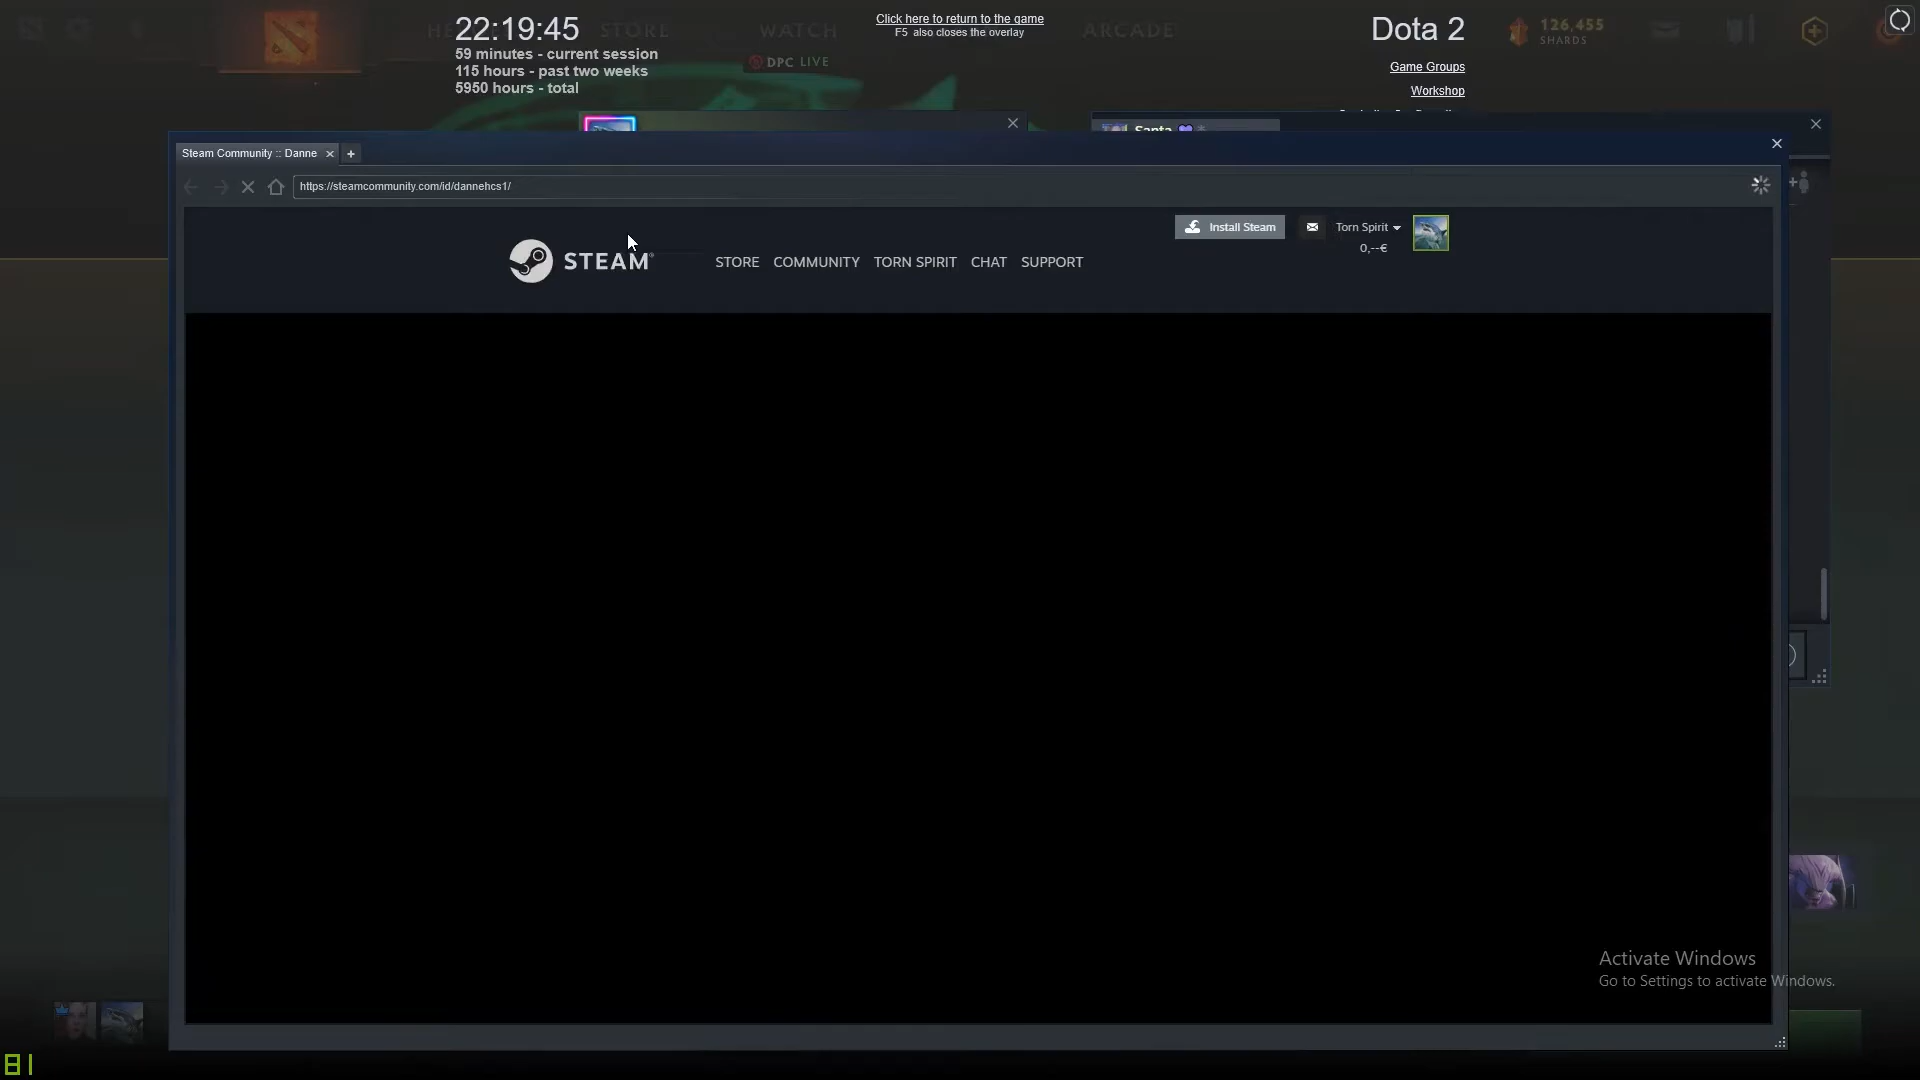 22:19:45
59 minutes - current session
115 hours - past two weeks
5950 hours - total
Click here to return to the game
F5 also closes the overlay
STORE
WATCH
ARCADE
DPC LIVE
Dota 2
Game Groups
Workshop
126,455
SHARDS
Santa
Steam Community :: Danne
https://steamcommunity.com/id/dannehcs1/
Install Steam
Torn Spirit
0,--€
STEAM
STORE
COMMUNITY
TORN SPIRIT
CHAT
SUPPORT
Activate Windows
Go to Settings to activate Windows.
81